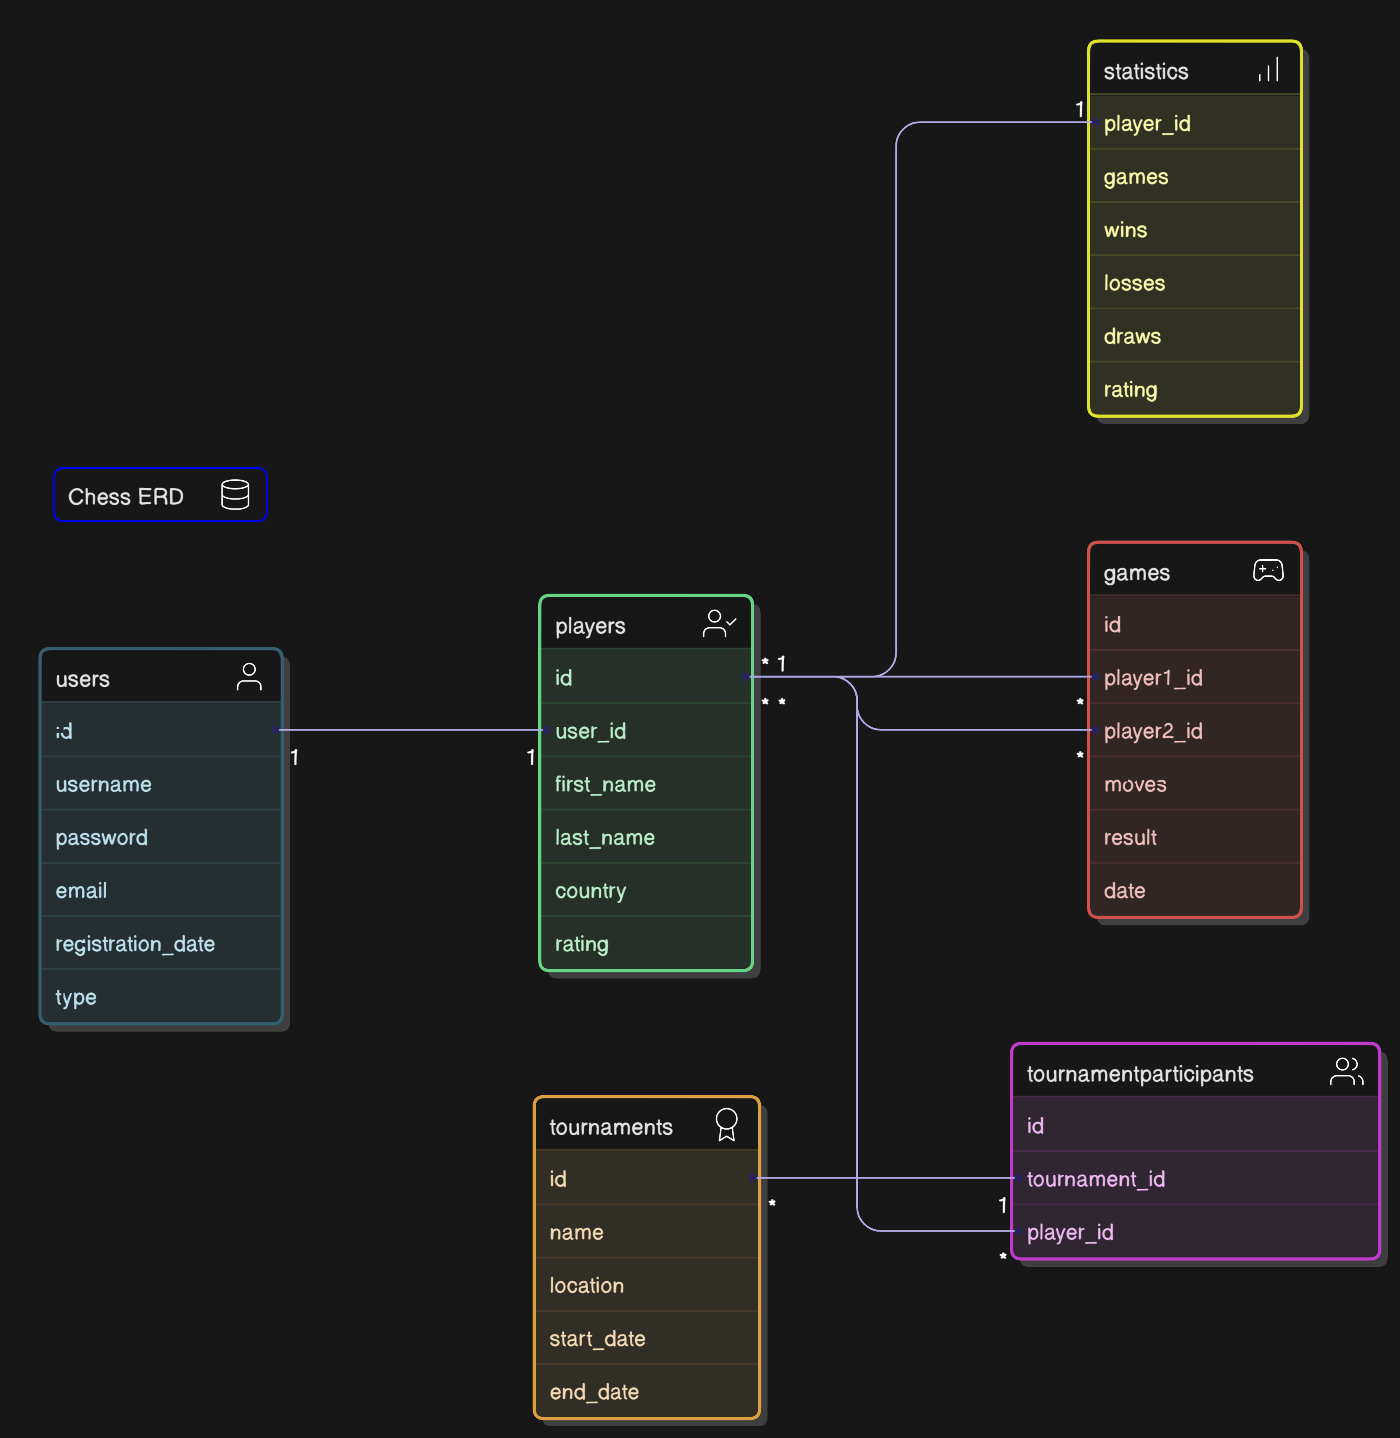 Chess ERD
users
id
username
password
email
registration_date
type
1
1
players
id
user_id
first_name
last_name
country
rating
* 1
* *
statistics
1
player_id
games
wins
losses
draws
rating
games
id
player1_id
*
player2_id
*
moves
result
date
tournaments
id
*
name
location
start_date
end_date
tournamentparticipants
id
tournament_id
1
player_id
*